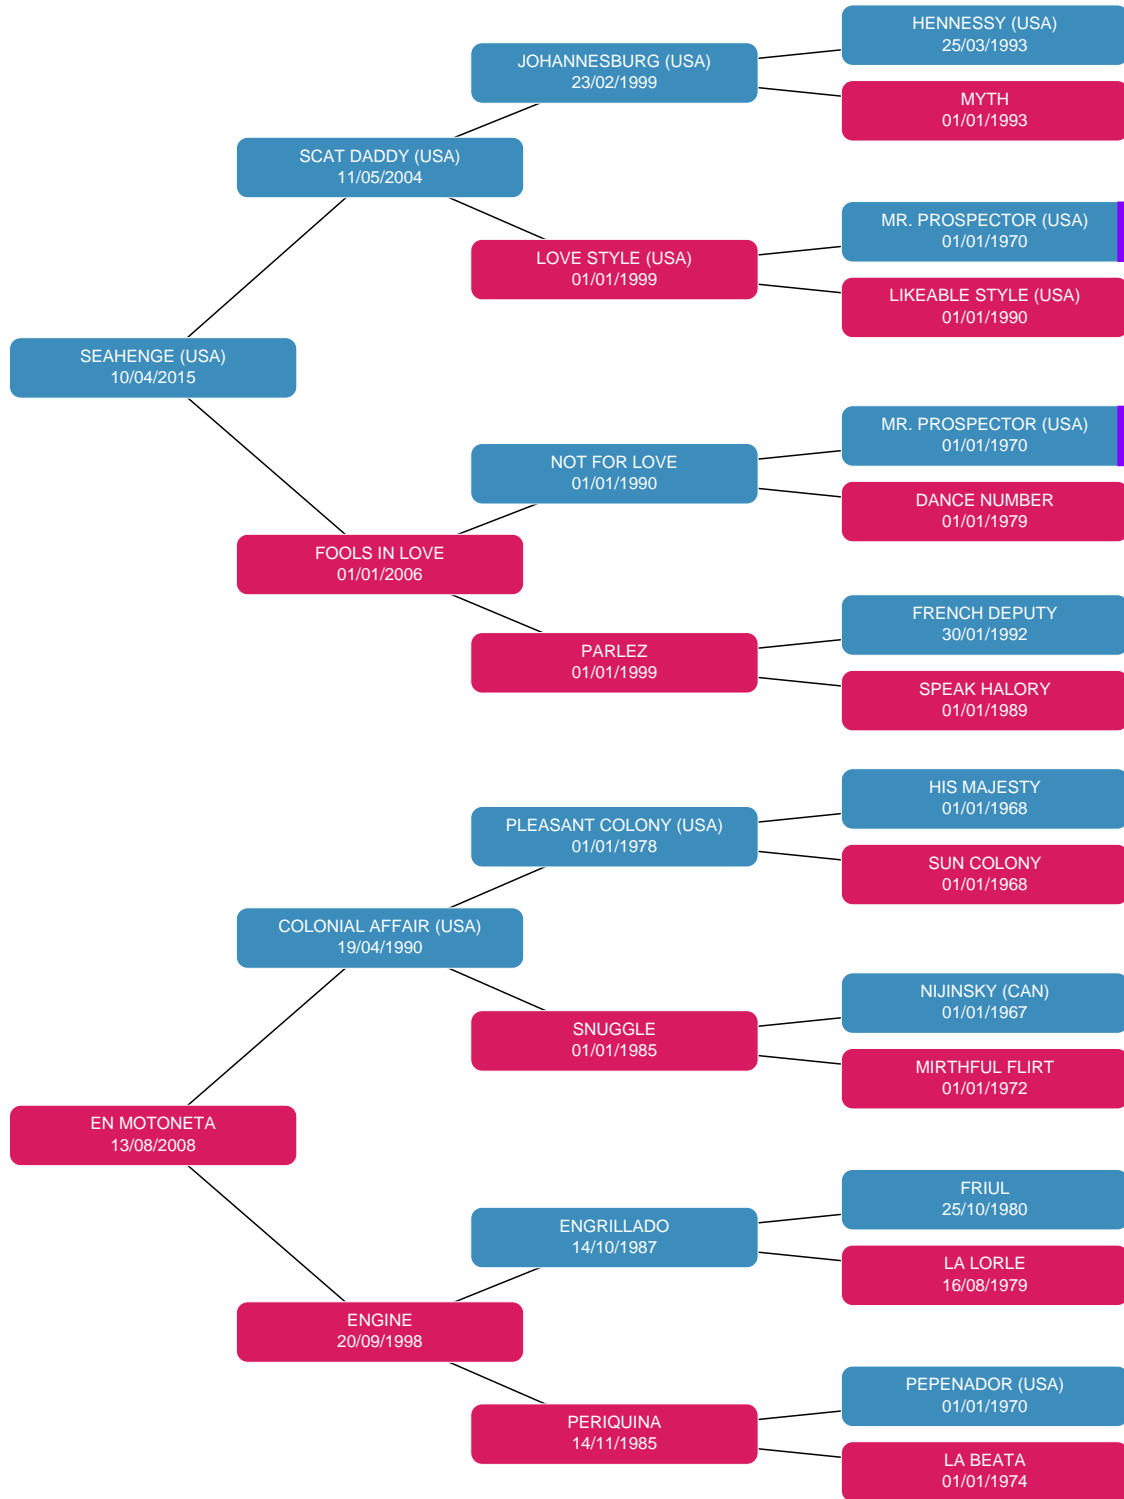 HENNESSY (USA)
25/03/1993
JOHANNESBURG (USA)
23/02/1999
MYTH
01/01/1993
SCAT DADDY (USA)
11/05/2004
MR. PROSPECTOR (USA)
01/01/1970
LOVE STYLE (USA)
01/01/1999
LIKEABLE STYLE (USA)
01/01/1990
SEAHENGE (USA)
10/04/2015
MR. PROSPECTOR (USA)
01/01/1970
NOT FOR LOVE
01/01/1990
DANCE NUMBER
01/01/1979
FOOLS IN LOVE
01/01/2006
FRENCH DEPUTY
30/01/1992
PARLEZ
01/01/1999
SPEAK HALORY
01/01/1989
HIS MAJESTY
01/01/1968
PLEASANT COLONY (USA)
01/01/1978
SUN COLONY
01/01/1968
COLONIAL AFFAIR (USA)
19/04/1990
NIJINSKY (CAN)
01/01/1967
SNUGGLE
01/01/1985
MIRTHFUL FLIRT
01/01/1972
EN MOTONETA
13/08/2008
FRIUL
25/10/1980
ENGRILLADO
14/10/1987
LA LORLE
16/08/1979
ENGINE
20/09/1998
PEPENADOR (USA)
01/01/1970
PERIQUINA
14/11/1985
LA BEATA
01/01/1974